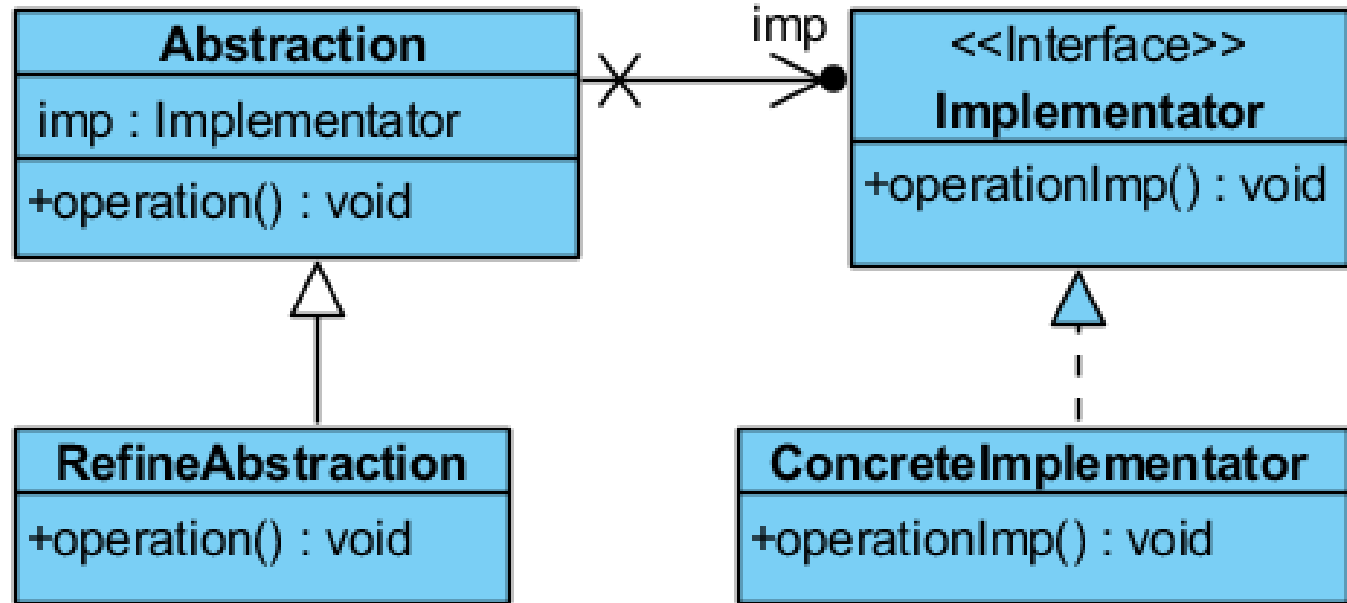 Abstraction
imp : Implementator
+operation() : void
imp
<<Interface>>
Implementator
+operationImp() : void
RefineAbstraction
+operation() : void
ConcreteImplementator
+operationImp() : void